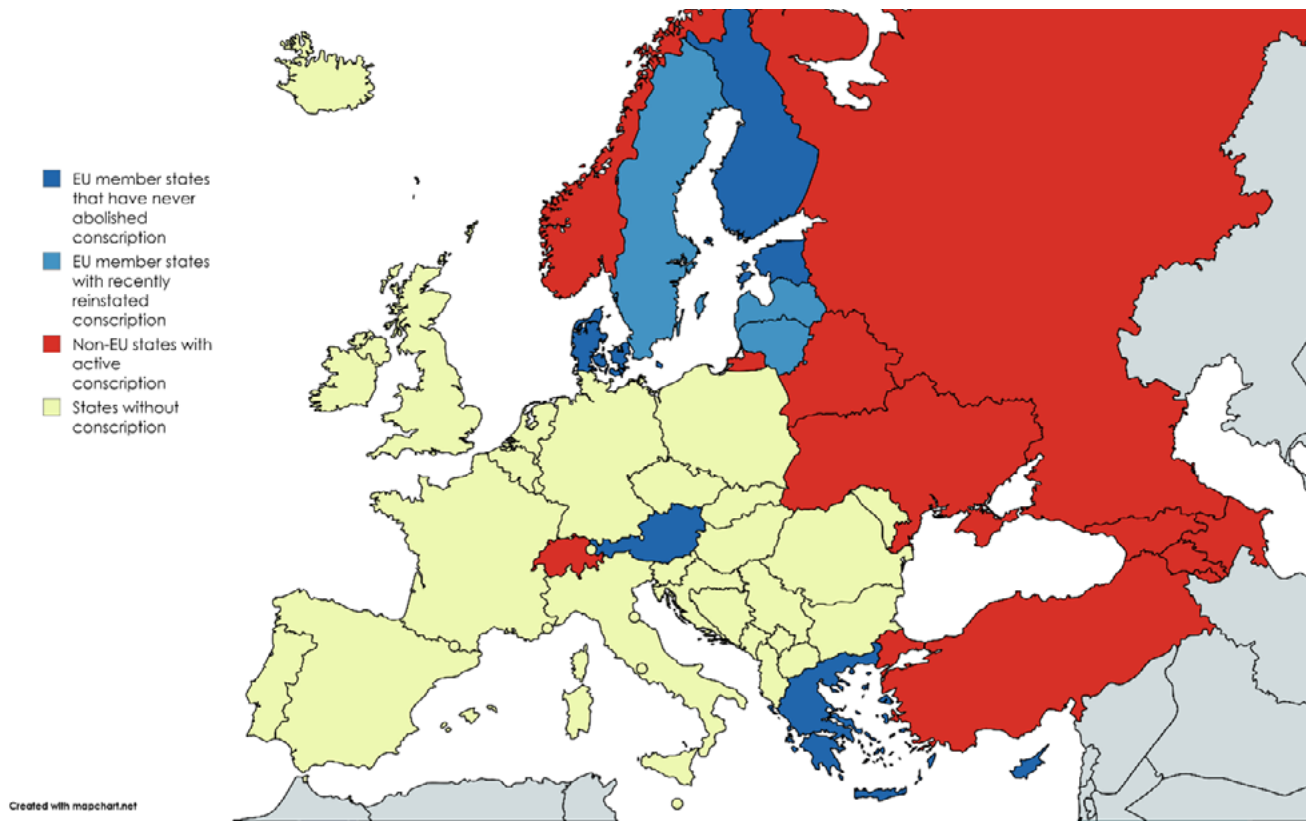 EU member states
that have never
abolished
conscription
EU member states
with recently
reinstated
conscription
Non-EU states with
active
conscription
States without
conscription
Created with mapchart.net